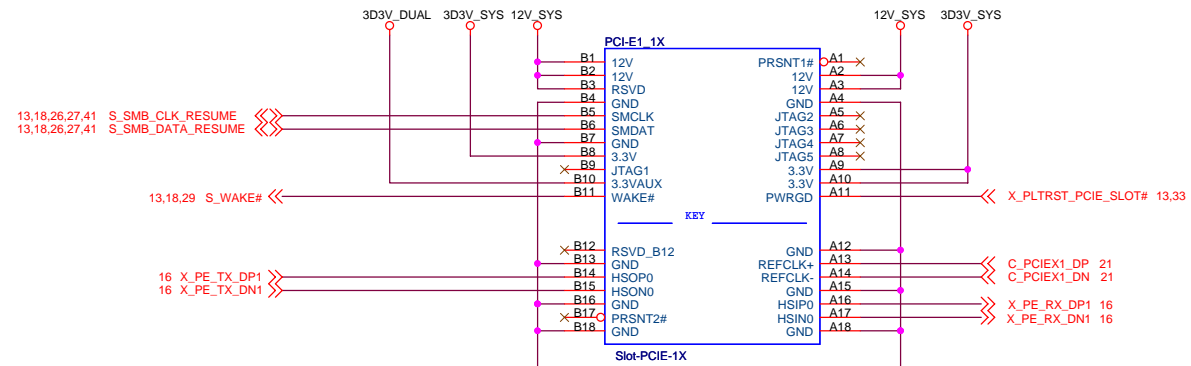 3D3V_DUAL 3D3V_SYS 12V_SYS 12V_SYS 3D3V_SYS
PCI-E1_1X
B1 12V PRSNT1# A1
B2 12V 12V A2
B3 RSVD 12V A3
B4 GND GND A4
13,18,26,27,41 S_SMB_CLK_RESUME B5 SMCLK JTAG2 A5
13,18,26,27,41 S_SMB_DATA_RESUME B6 SMDAT JTAG3 A6
B7 GND JTAG4 A7
B8 3.3V JTAG5 A8
B9 JTAG1 3.3V A9
B10 3.3VAUX 3.3V A10
13,18,29 S_WAKE# B11 WAKE# PWRGD A11 X_PLTRST_PCIE_SLOT# 13,33
KEY
B12 RSVD_B12 GND A12
B13 GND REFCLK+ A13 C_PCIEX1_DP 21
16 X_PE_TX_DP1 B14 HSOP0 REFCLK- A14 C_PCIEX1_DN 21
16 X_PE_TX_DN1 B15 HSON0 GND A15
B16 GND HSIP0 A16 X_PE_RX_DP1 16
B17 PRSNT2# HSIN0 A17 X_PE_RX_DN1 16
B18 GND GND A18
Slot-PCIE-1X